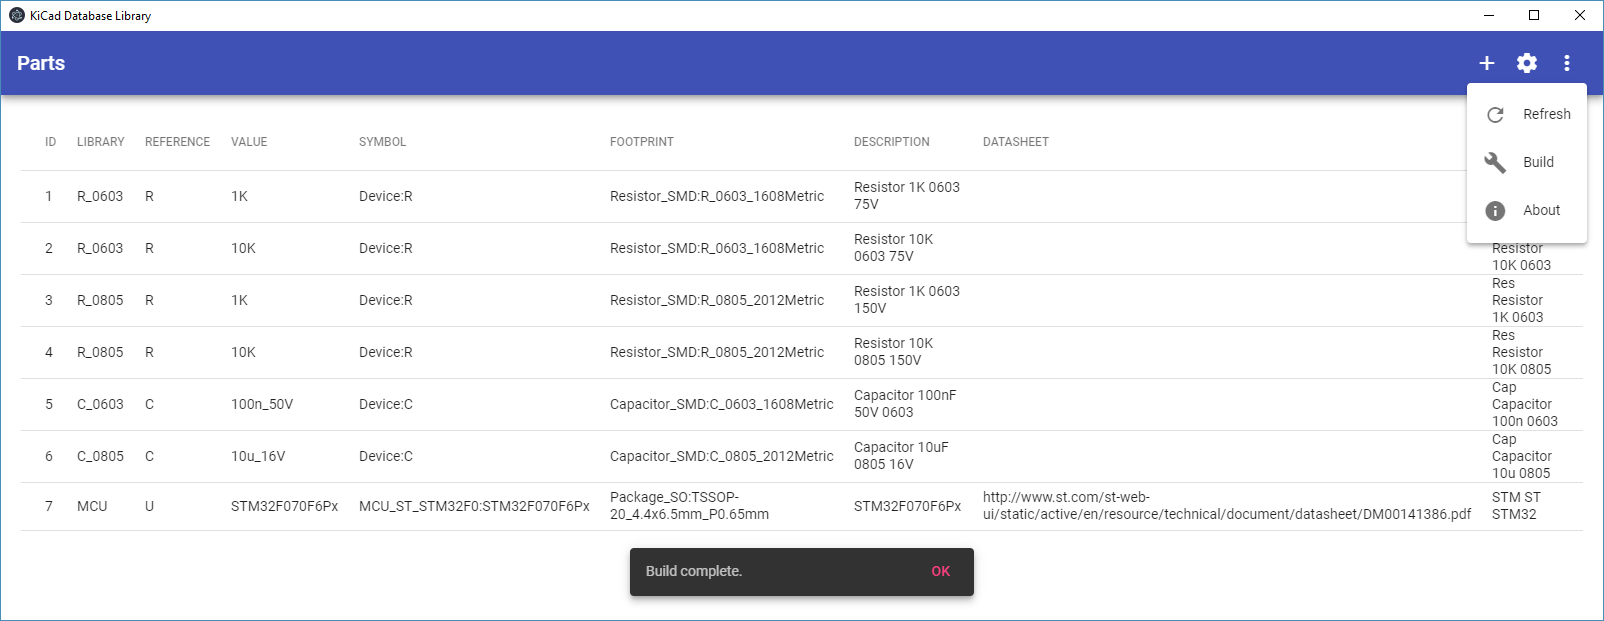 KiCad Database Library
Parts
Refresh
Build
About
ID LIBRARY REFERENCE VALUE SYMBOL FOOTPRINT DESCRIPTION DATASHEET
1 R_0603 R 1K Device:R Resistor_SMD:R_0603_1608Metric Resistor 1K 0603
75V
2 R_0603 R 10K Device:R Resistor_SMD:R_0603_1608Metric Resistor 10K
0603 75V
Resistor
10K 0603
3 R_0805 R 1K Device:R Resistor_SMD:R_0805_2012Metric Resistor 1K 0603
150V
Res
Resistor
1K 0603
4 R_0805 R 10K Device:R Resistor_SMD:R_0805_2012Metric Resistor 10K
0805 150V
Res
Resistor
10K 0805
5 C_0603 C 100n_50V Device:C Capacitor_SMD:C_0603_1608Metric Capacitor 100nF
50V 0603
Cap
Capacitor
100n 0603
6 C_0805 C 10u_16V Device:C Capacitor_SMD:C_0805_2012Metric Capacitor 10uF
0805 16V
Cap
Capacitor
10u 0805
7 MCU U STM32F070F6Px MCU_ST_STM32F0:STM32F070F6Px Package_SO:TSSOP-
20_4.4x6.5mm_P0.65mm
STM32F070F6Px
http://www.st.com/st-web-
ui/static/active/en/resource/technical/document/datasheet/DM00141386.pdf
STM ST
STM32
Build complete. OK